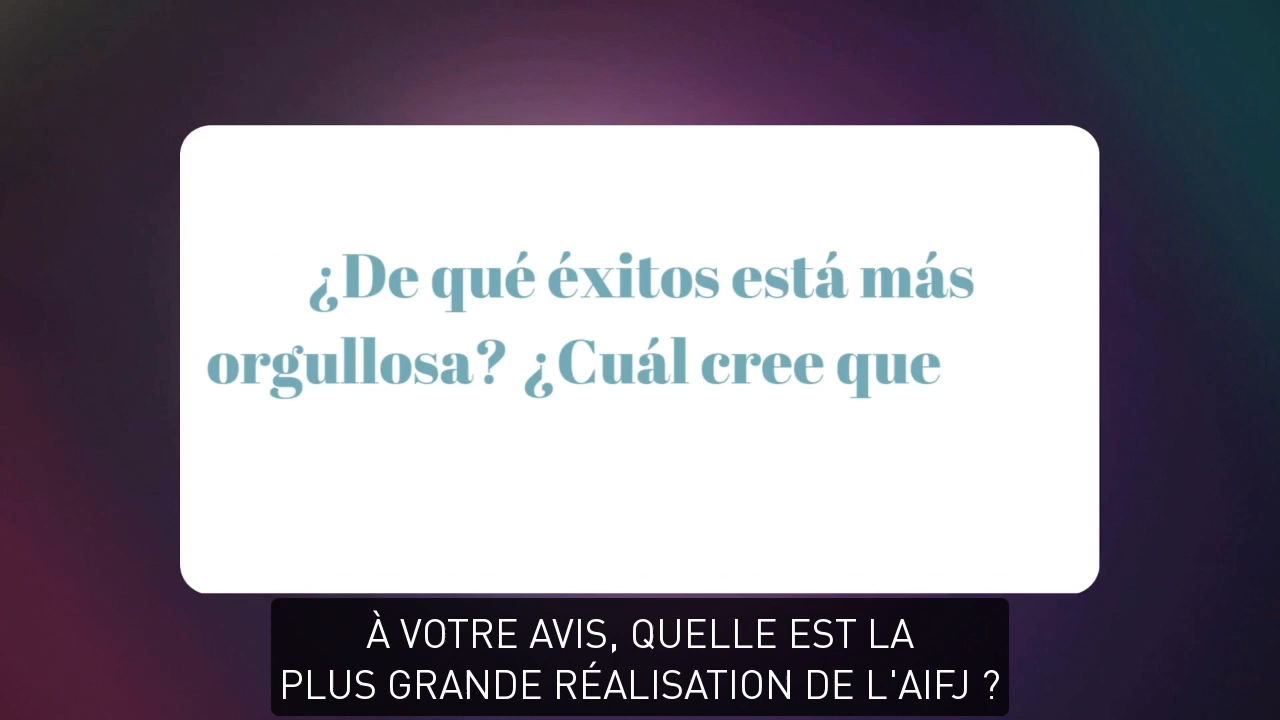 ¿De qué éxitos está más
orgullosa? ¿Cuál cree que
À VOTRE AVIS, QUELLE EST LA
PLUS GRANDE RÉALISATION DE L'AIFJ ?